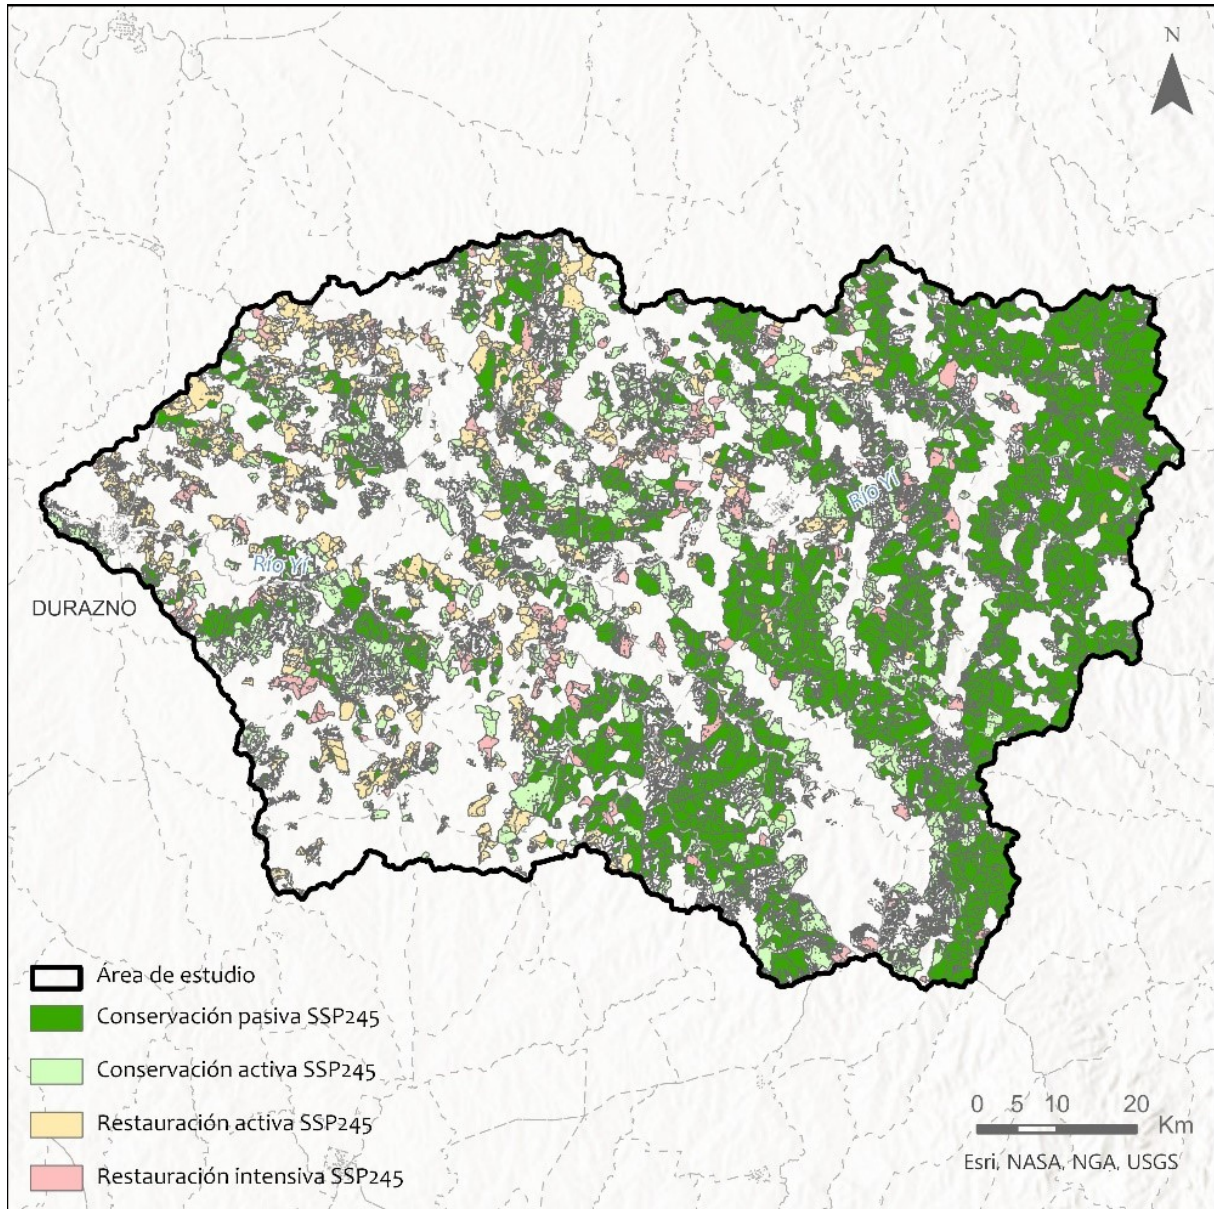 N
Río Yí
Río Yí
DURAZNO
Área de estudio
Conservación pasiva SSP245
Conservación activa SSP245
Restauración activa SSP245
Restauración intensiva SSP245
0 5 10 20
Km
Esri, NASA, NGA, USGS